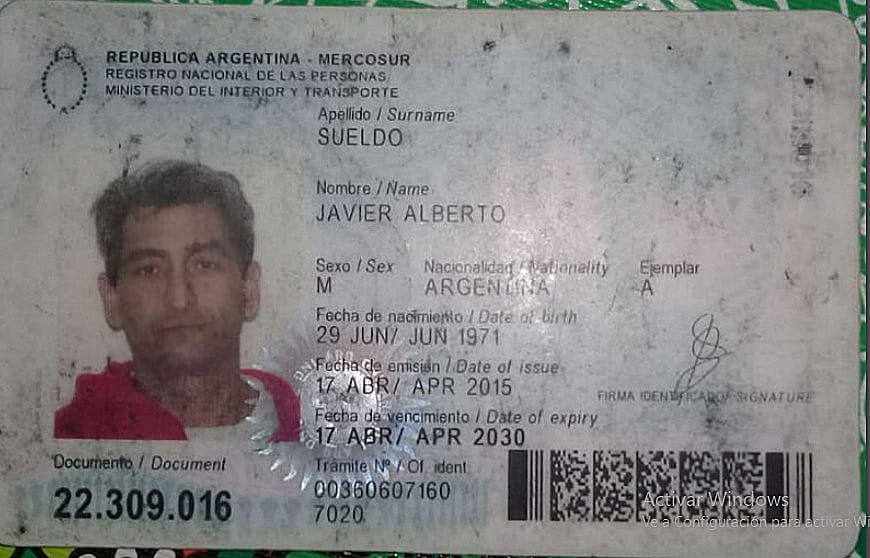 REPUBLICA ARGENTINA - MERCOSUR
REGISTRO NACIONAL DE LAS PERSONAS
MINISTERIO DEL INTERIOR Y TRANSPORTE
Apellido / Surname
SUELDO
Nombre / Name
JAVIER ALBERTO
Sexo / Sex Nacionalidad / Nationality Ejemplar
M ARGENTINA A
Fecha de nacimiento / Date of birth
29 JUN/ JUN 1971
Fecha de emisión / Date of issue
17 ABR/ APR 2015
FIRMA IDENTIFICADO/ SIGNATURE
Fecha de vencimiento / Date of expiry
17 ABR/ APR 2030
Documento / Document
22.309.016
Trámite Nº / Of. ident
00360607160
7020
Activar Windows
Ve a Configuración para activar Wi